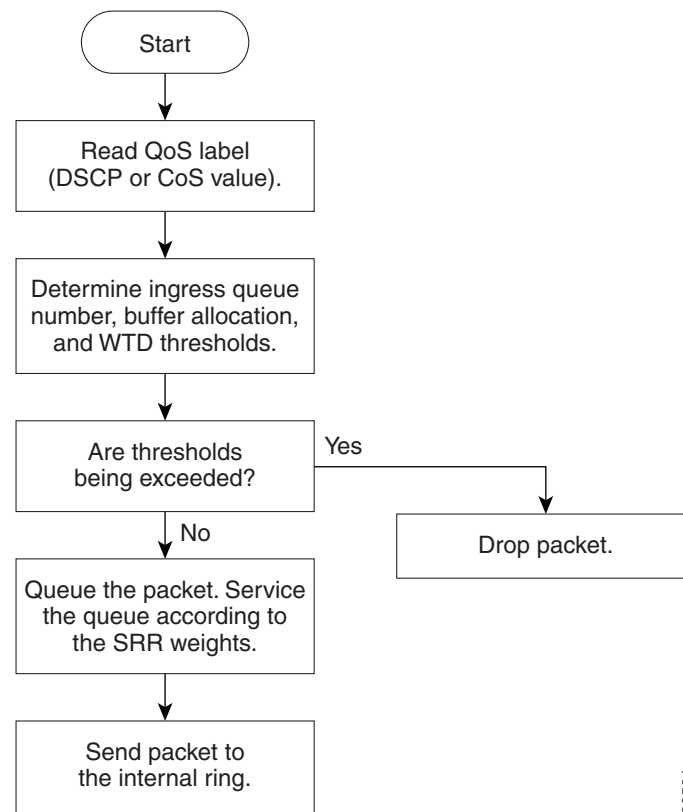 Start
Read QoS label
(DSCP or CoS value).
Determine ingress queue
number, buffer allocation,
and WTD thresholds.
Are thresholds
being exceeded?
Yes
No
Drop packet.
Queue the packet. Service
the queue according to
the SRR weights.
Send packet to
the internal ring.